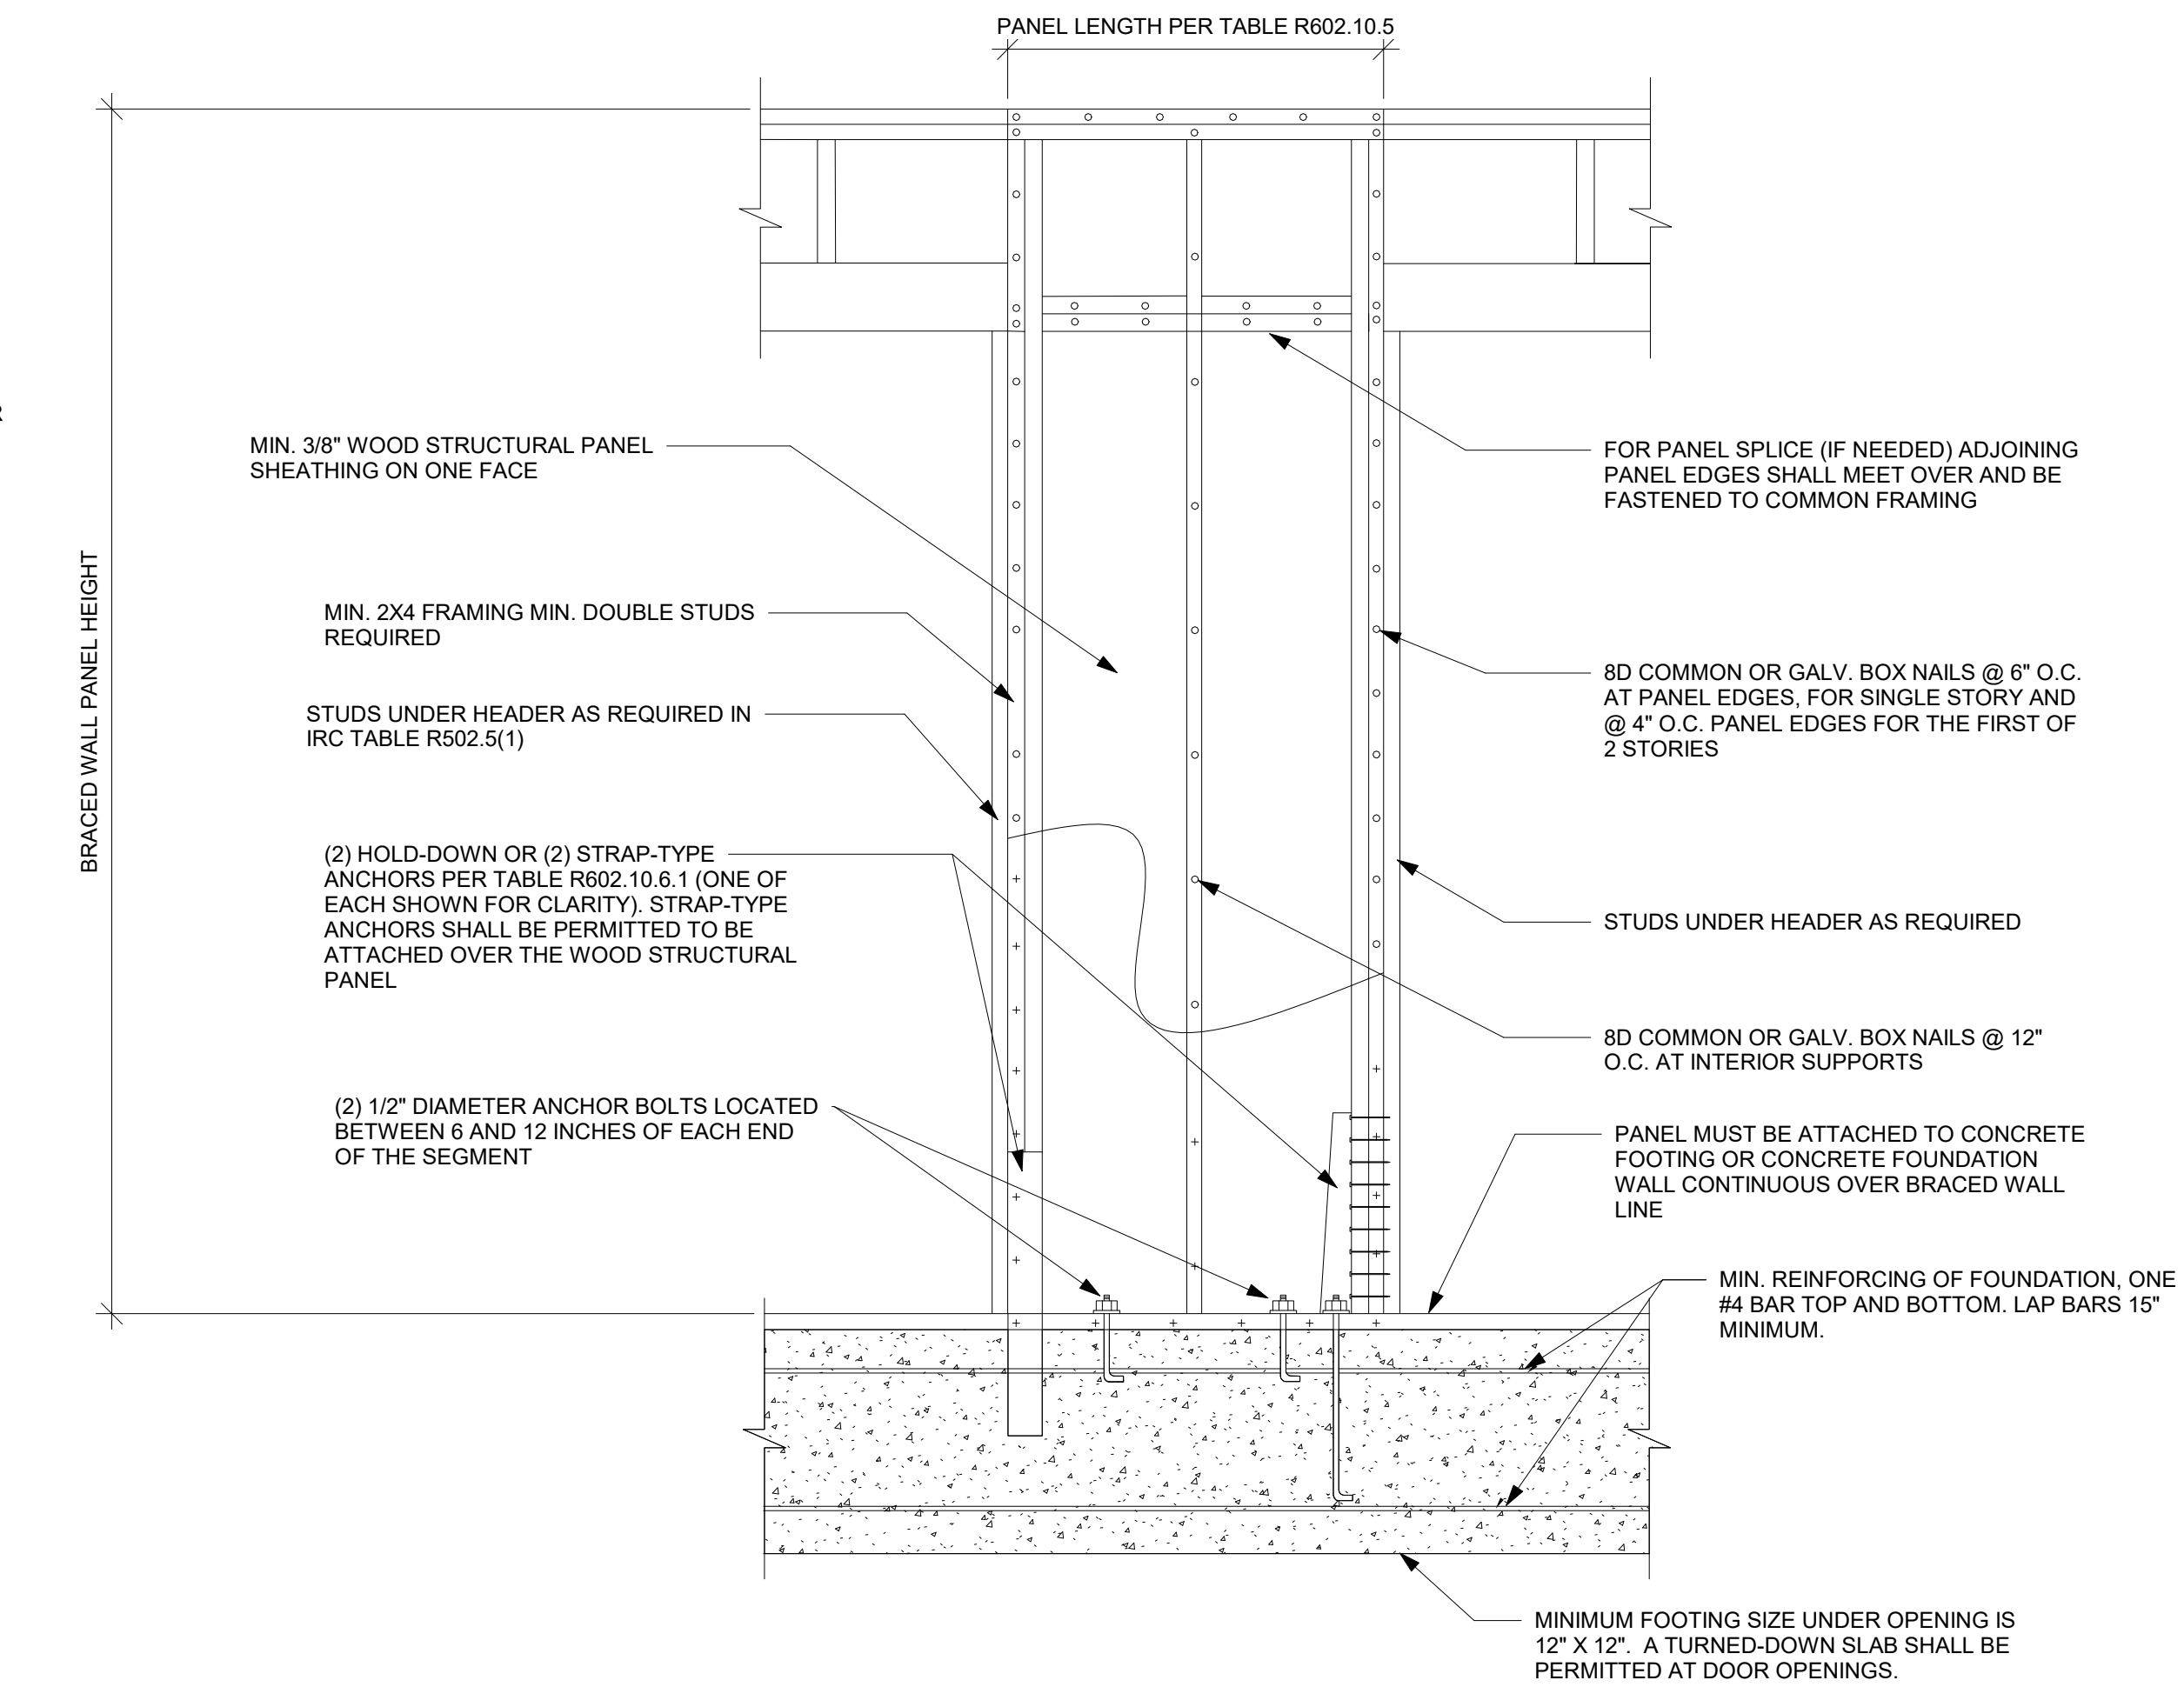 PANEL LENGTH PER TABLE R602.10.5
R
BRACED WALL PANEL HEIGHT
MIN. 3/8" WOOD STRUCTURAL PANEL
SHEATHING ON ONE FACE
MIN. 2X4 FRAMING MIN. DOUBLE STUDS
REQUIRED
STUDS UNDER HEADER AS REQUIRED IN
IRC TABLE R502.5(1)
(2) HOLD-DOWN OR (2) STRAP-TYPE
ANCHORS PER TABLE R602.10.6.1 (ONE OF
EACH SHOWN FOR CLARITY). STRAP-TYPE
ANCHORS SHALL BE PERMITTED TO BE
ATTACHED OVER THE WOOD STRUCTURAL
PANEL
(2) 1/2" DIAMETER ANCHOR BOLTS LOCATED
BETWEEN 6 AND 12 INCHES OF EACH END
OF THE SEGMENT
FOR PANEL SPLICE (IF NEEDED) ADJOINING
PANEL EDGES SHALL MEET OVER AND BE
FASTENED TO COMMON FRAMING
8D COMMON OR GALV. BOX NAILS @ 6" O.C.
AT PANEL EDGES, FOR SINGLE STORY AND
@ 4" O.C. PANEL EDGES FOR THE FIRST OF
2 STORIES
STUDS UNDER HEADER AS REQUIRED
8D COMMON OR GALV. BOX NAILS @ 12"
O.C. AT INTERIOR SUPPORTS
PANEL MUST BE ATTACHED TO CONCRETE
FOOTING OR CONCRETE FOUNDATION
WALL CONTINUOUS OVER BRACED WALL
LINE
MIN. REINFORCING OF FOUNDATION, ONE
#4 BAR TOP AND BOTTOM. LAP BARS 15"
MINIMUM.
MINIMUM FOOTING SIZE UNDER OPENING IS
12" X 12". A TURNED-DOWN SLAB SHALL BE
PERMITTED AT DOOR OPENINGS.